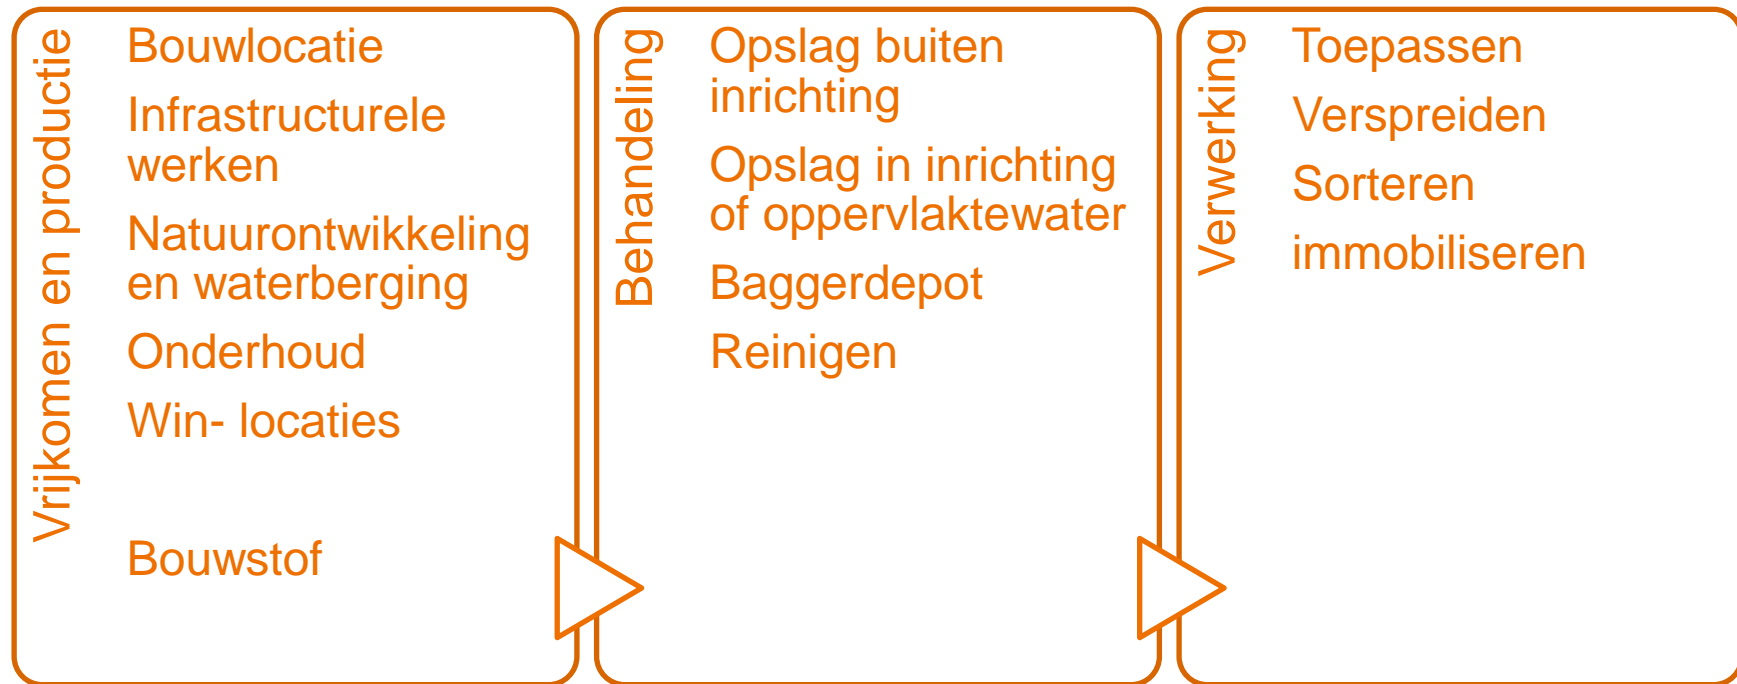 Vrijkomen en productie
Bouwlocatie
Infrastructurele
werken
Natuurontwikkeling
en waterberging
Onderhoud
Win- locaties
Bouwstof
Behandeling
Opslag buiten
inrichting
Opslag in inrichting
of oppervlaktewater
Baggerdepot
Reinigen
Verwerking
Toepassen
Verspreiden
Sorteren
immobiliseren